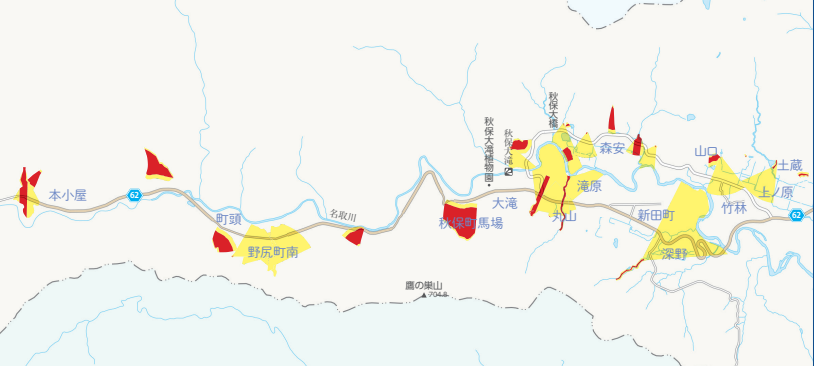 秋保大橋
秋保大滝植物園
秋保大滝
森安
山口
土蔵
本小屋
62
滝原
上ノ原
町頭
名取川
大滝
丸山
新田町
竹林
62
秋保町馬場
野尻町南
深野
鷹の巣山
704.8